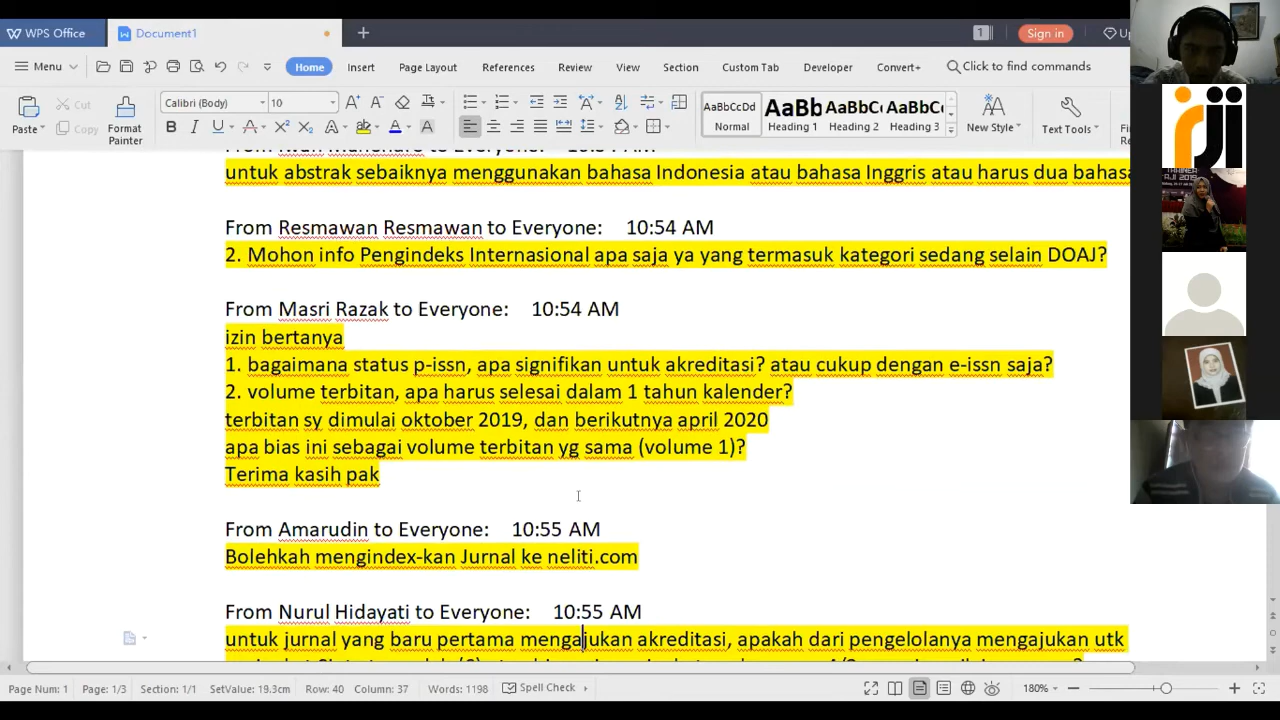 WPS Office
Document1
1
Sign in
Menu
Home
Insert
Page Layout
References
Review
View
Section
Custom Tab
Developer
Convert+
Click to find commands
Paste
Cut
Copy
Format Painter
Calibri (Body)
10
AaBbCcDd
Normal
Heading 1
Heading 2
Heading 3
New Style
Text Tools
untuk abstrak sebaiknya menggunakan bahasa Indonesia atau bahasa Inggris atau harus dua bahasa
From Resmawan Resmawan to Everyone: 10:54 AM
2. Mohon info Pengindeks Internasional apa saja ya yang termasuk kategori sedang selain DOAJ?
From Masri Razak to Everyone: 10:54 AM
izin bertanya
1. bagaimana status p-issn, apa signifikan untuk akreditasi? atau cukup dengan e-issn saja?
2. volume terbitan, apa harus selesai dalam 1 tahun kalender?
terbitan sy dimulai oktober 2019, dan berikutnya april 2020
apa bias ini sebagai volume terbitan yg sama (volume 1)?
Terima kasih pak
From Amarudin to Everyone: 10:55 AM
Bolehkah mengindex-kan Jurnal ke neliti.com
From Nurul Hidayati to Everyone: 10:55 AM
untuk jurnal yang baru pertama mengajukan akreditasi, apakah dari pengelolanya mengajukan utk
Page Num: 1
Page: 1/3
Section: 1/1
SetValue: 19.3cm
Row: 40
Column: 37
Words: 1198
Spell Check
180%